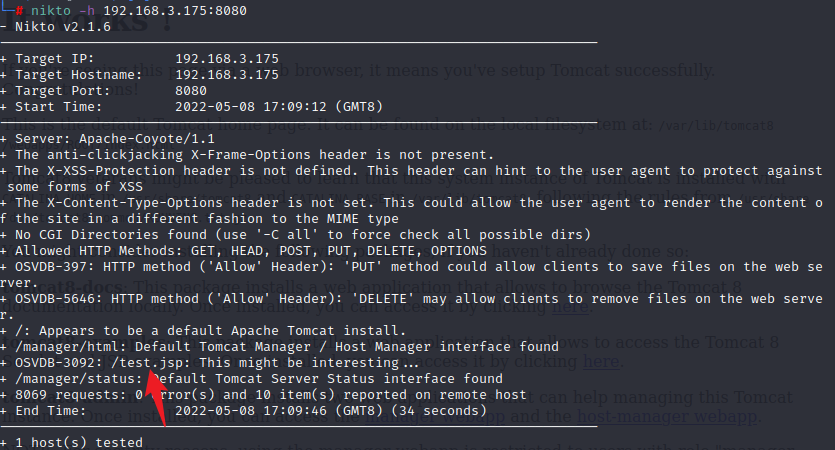 # nikto -h 192.168.3.175:8080
- Nikto v2.1.6
+ Target IP: 192.168.3.175
+ Target Hostname: 192.168.3.175
+ Target Port: 8080
+ Start Time: 2022-05-08 17:09:12 (GMT8)
+ Server: Apache-Coyote/1.1
+ The anti-clickjacking X-Frame-Options header is not present.
+ The X-XSS-Protection header is not defined. This header can hint to the user agent to protect against
some forms of XSS
+ The X-Content-Type-Options header is not set. This could allow the user agent to render the content o
f the site in a different fashion to the MIME type
+ No CGI Directories found (use '-C all' to force check all possible dirs)
+ Allowed HTTP Methods: GET, HEAD, POST, PUT, DELETE, OPTIONS
+ OSVDB-397: HTTP method ('Allow' Header): 'PUT' method could allow clients to save files on the web se
rver.
+ OSVDB-5646: HTTP method ('Allow' Header): 'DELETE' may allow clients to remove files on the web serve
r.
+ /: Appears to be a default Apache Tomcat install.
+ /manager/html: Default Tomcat Manager / Host Manager interface found
+ OSVDB-3092: /test.jsp: This might be interesting...
+ /manager/status: Default Tomcat Server Status interface found
+ 8069 requests: 0 error(s) and 10 item(s) reported on remote host
+ End Time: 2022-05-08 17:09:46 (GMT8) (34 seconds)
+ 1 host(s) tested